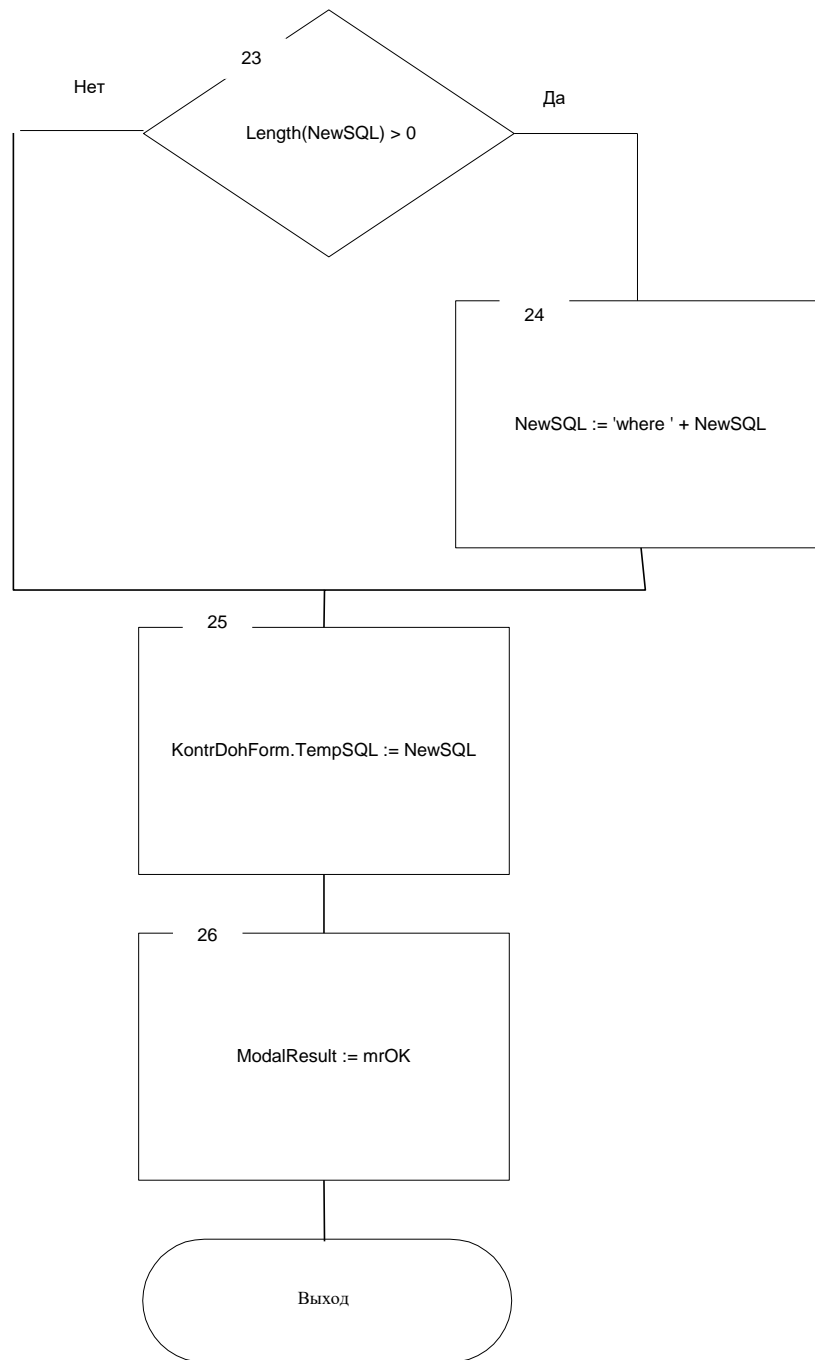 23
Нет
Да
Length(NewSQL) > 0
24
NewSQL := 'where ' + NewSQL
25
KontrDohForm.TempSQL := NewSQL
26
ModalResult := mrOK
Выход